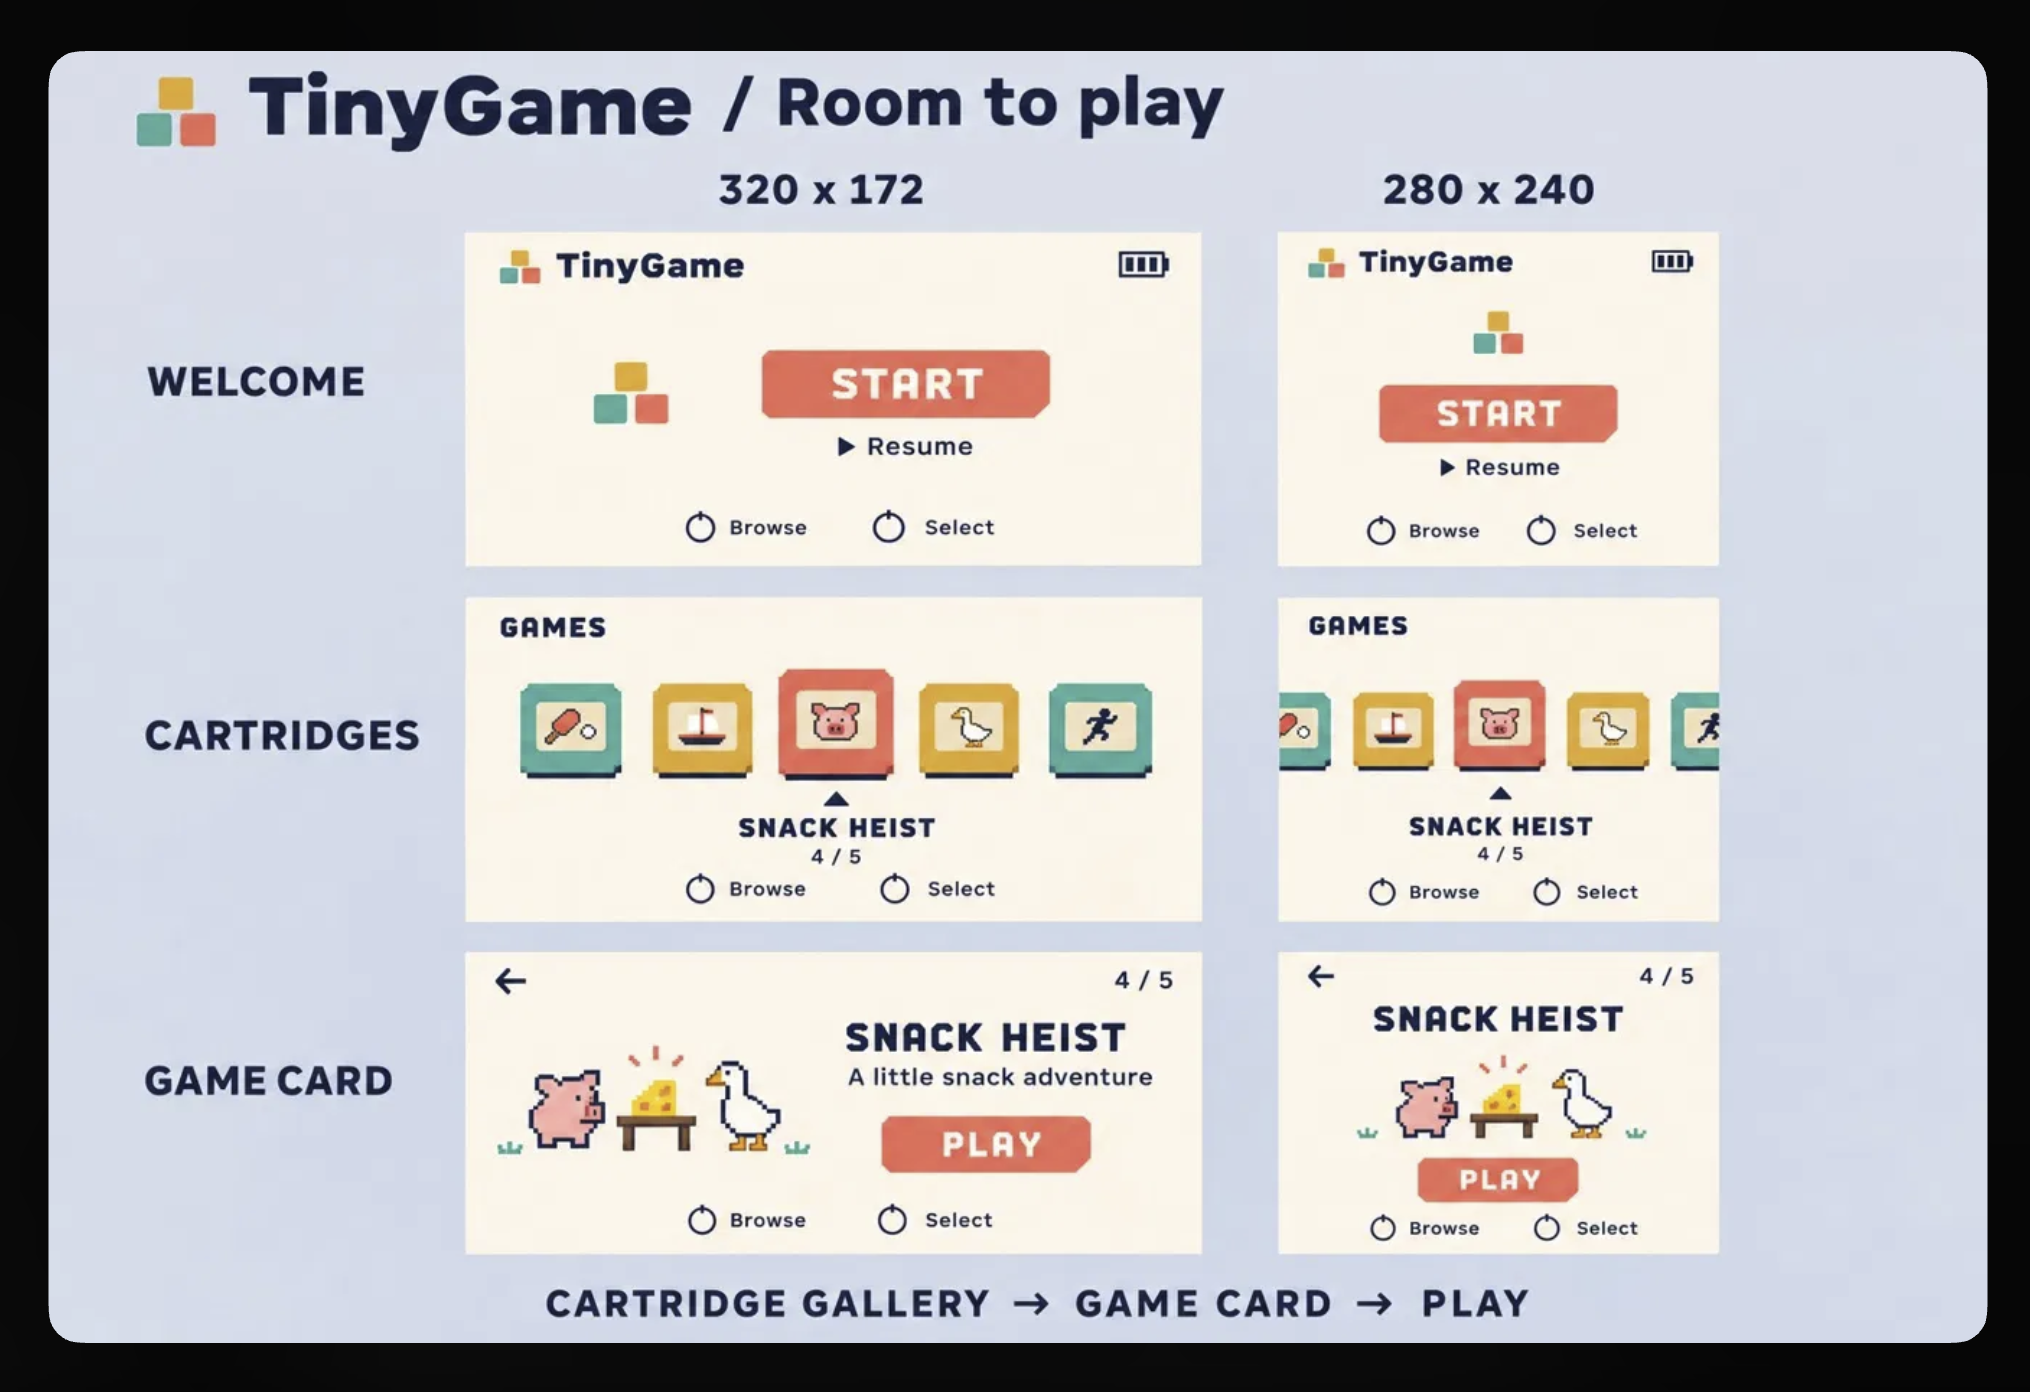 TinyGame / Room to play
320 x 172
280 x 240
WELCOME
TinyGame
START
Resume
Browse
Select
TinyGame
START
Resume
Browse
Select
CARTRIDGES
GAMES
SNACK HEIST
4 / 5
Browse
Select
GAMES
SNACK HEIST
4 / 5
Browse
Select
GAME CARD
←
4 / 5
SNACK HEIST
A little snack adventure
PLAY
Browse
Select
←
4 / 5
SNACK HEIST
PLAY
Browse
Select
CARTRIDGE GALLERY → GAME CARD → PLAY